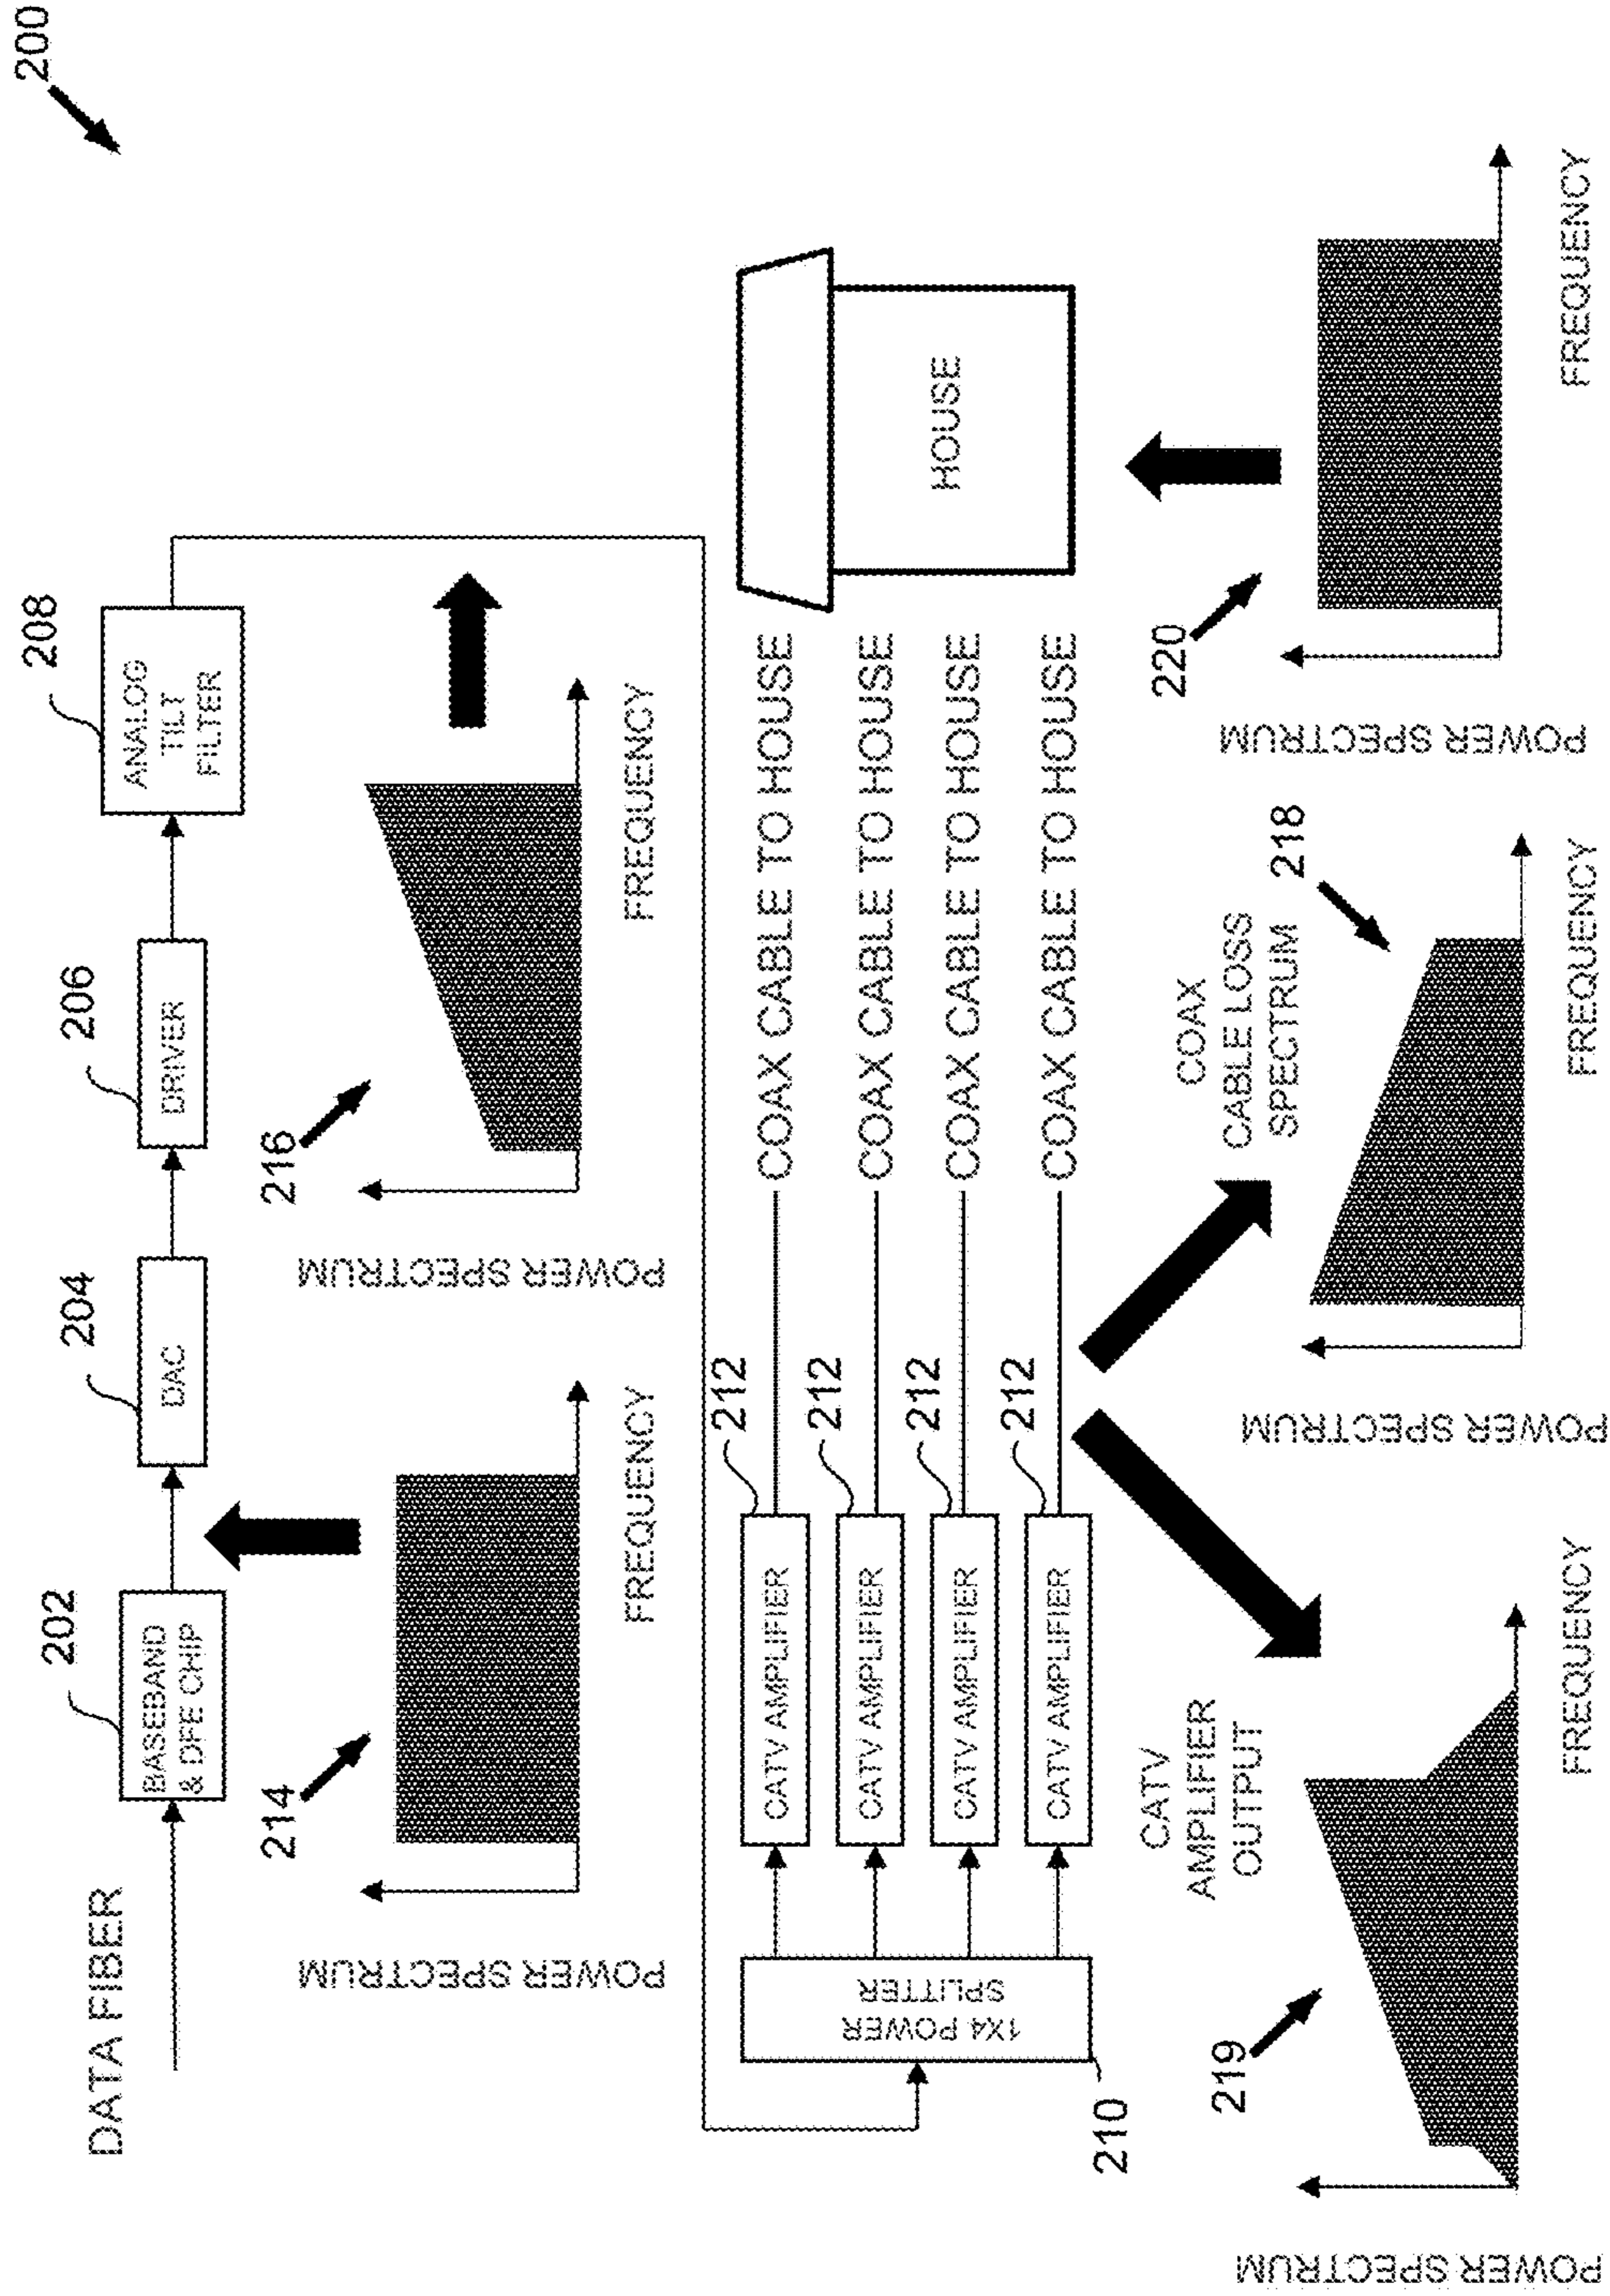 200
DATA FIBER
202
BASEBAND
& DFE CHIP
204
DAC
206
DRIVER
208
ANALOG
TILT
FILTER
214
POWER SPECTRUM
FREQUENCY
216
POWER SPECTRUM
FREQUENCY
210
1X4 POWER
SPLITTER
212
CATV AMPLIFIER
COAX CABLE TO HOUSE
212
CATV AMPLIFIER
COAX CABLE TO HOUSE
212
CATV AMPLIFIER
COAX CABLE TO HOUSE
212
CATV AMPLIFIER
COAX CABLE TO HOUSE
HOUSE
219
CATV
AMPLIFIER
OUTPUT
POWER SPECTRUM
FREQUENCY
COAX
CABLE LOSS
SPECTRUM
218
POWER SPECTRUM
FREQUENCY
220
POWER SPECTRUM
FREQUENCY